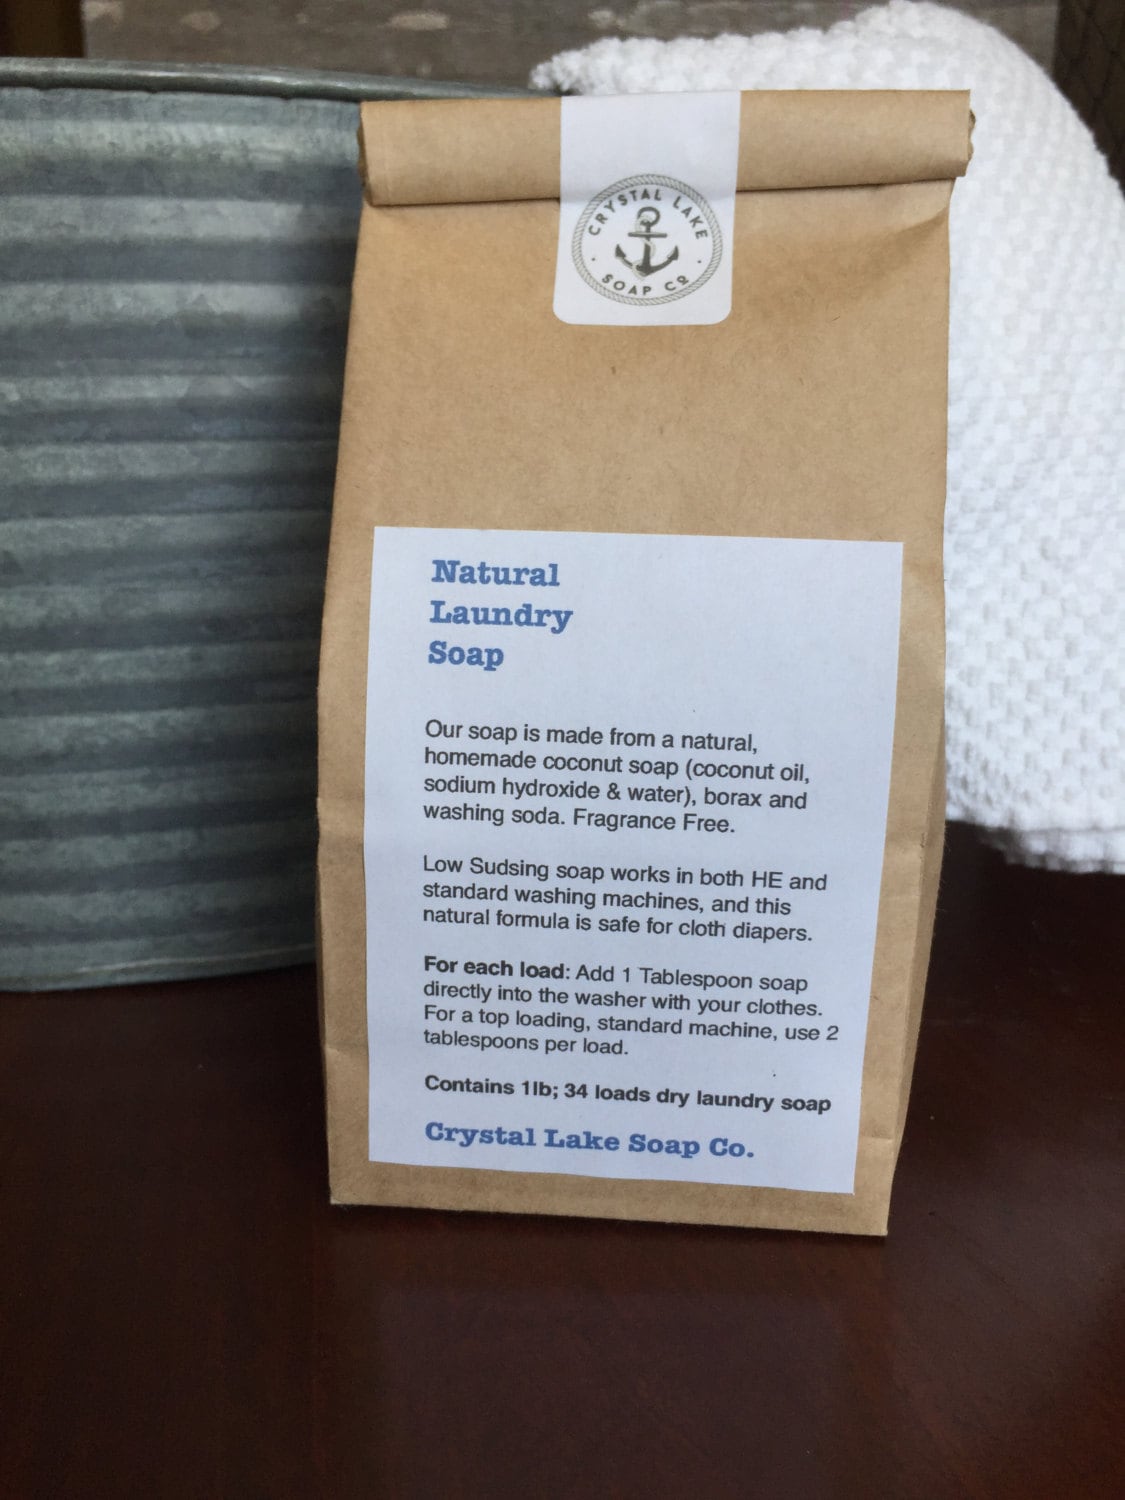 CRYSTAL LAKE
SOAP CO
Natural
Laundry
Soap
Our soap is made from a natural,
homemade coconut soap (coconut oil,
sodium hydroxide & water), borax and
washing soda. Fragrance Free.
Low Sudsing soap works in both HE and
standard washing machines, and this
natural formula is safe for cloth diapers.
For each load: Add 1 Tablespoon soap
directly into the washer with your clothes.
For a top loading, standard machine, use 2
tablespoons per load.
Contains 1lb; 34 loads dry laundry soap
Crystal Lake Soap Co.